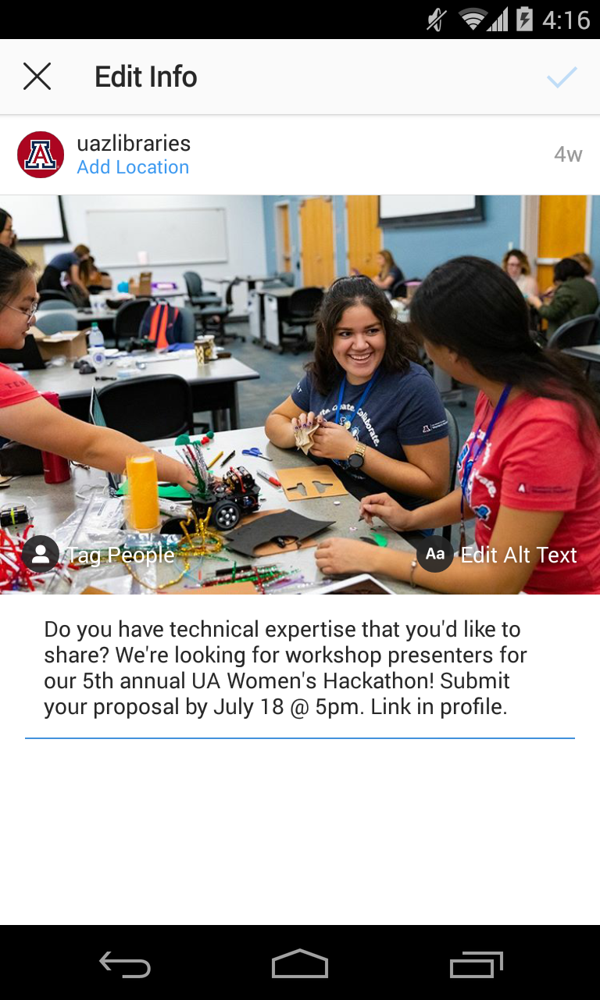 4:16
Edit Info
uazlibraries
Add Location
4w
A
Tag People
Aa
Edit Alt Text
Do you have technical expertise that you'd like to
share? We're looking for workshop presenters for
our 5th annual UA Women's Hackathon! Submit
your proposal by July 18 @ 5pm. Link in profile.